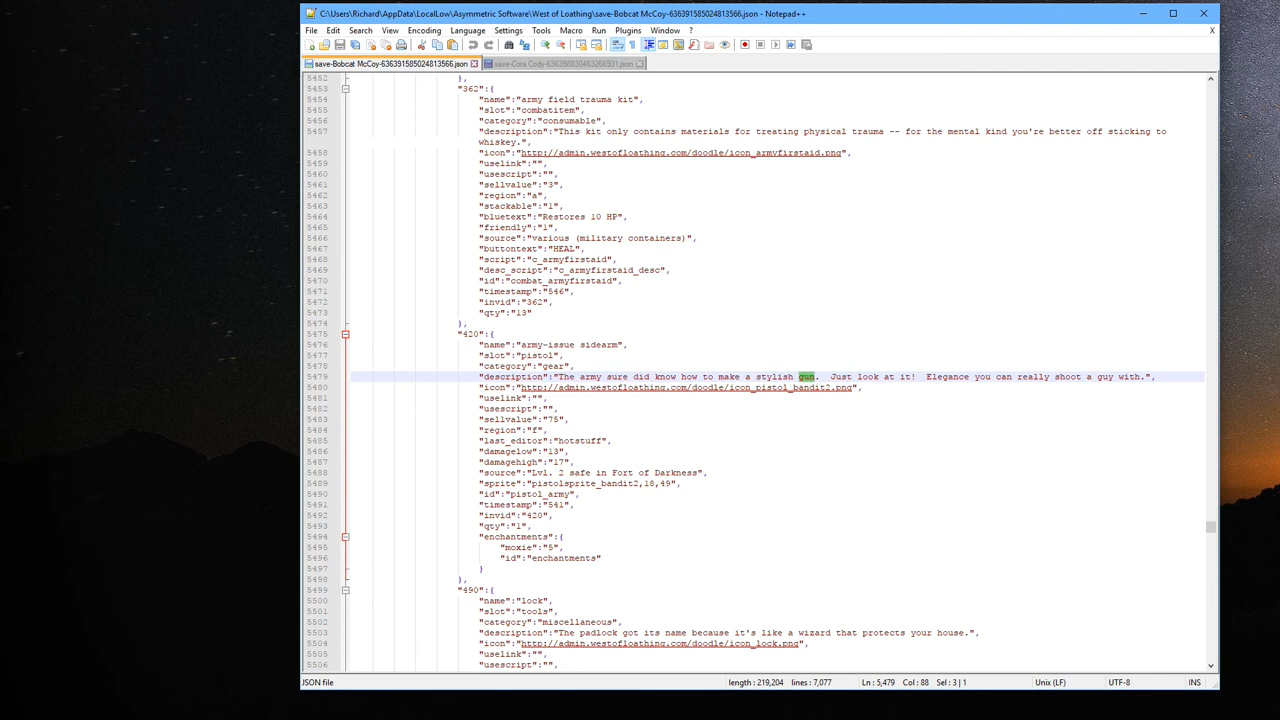 C:\Users\Richard\AppData\LocalLow\Asymmetric Software\West of Loathing\save-Bobcat McCoy-636391585024813566.json - Notepad++
File Edit Search View Encoding Language Settings Tools Macro Run Plugins Window ? X
save-Bobcat McCoy-636391585024813566.json save-Cora Cody-636398830463266931.json
5452 },
5453 "362":{
5454 "name":"army field trauma kit",
5455 "slot":"combatitem",
5456 "category":"consumable",
5457 "description":"This kit only contains materials for treating physical trauma -- for the mental kind you're better off sticking to
whiskey.",
5458 "icon":"http://admin.westofloathing.com/doodle/icon_armyfirstaid.png",
5459 "uselink":"",
5460 "usescript":"",
5461 "sellvalue":"3",
5462 "region":"a",
5463 "stackable":"1",
5464 "bluetext":"Restores 10 HP",
5465 "friendly":"1",
5466 "source":"various (military containers)",
5467 "buttontext":"HEAL",
5468 "script":"c_armyfirstaid",
5469 "desc_script":"c_armyfirstaid_desc",
5470 "id":"combat_armyfirstaid",
5471 "timestamp":"546",
5472 "invid":"362",
5473 "qty":"13"
5474 },
5475 "420":{
5476 "name":"army-issue sidearm",
5477 "slot":"pistol",
5478 "category":"gear",
5479 "description":"The army sure did know how to make a stylish gun.  Just look at it!  Elegance you can really shoot a guy with.",
5480 "icon":"http://admin.westofloathing.com/doodle/icon_pistol_bandit2.png",
5481 "uselink":"",
5482 "usescript":"",
5483 "sellvalue":"75",
5484 "region":"f",
5485 "last_editor":"hotstuff",
5486 "damagelow":"13",
5487 "damagehigh":"17",
5488 "source":"Lvl. 2 safe in Fort of Darkness",
5489 "sprite":"pistolsprite_bandit2,18,49",
5490 "id":"pistol_army",
5491 "timestamp":"541",
5492 "invid":"420",
5493 "qty":"1",
5494 "enchantments":{
5495 "moxie":"5",
5496 "id":"enchantments"
5497 }
5498 },
5499 "490":{
5500 "name":"lock",
5501 "slot":"tools",
5502 "category":"miscellaneous",
5503 "description":"The padlock got its name because it's like a wizard that protects your house.",
5504 "icon":"http://admin.westofloathing.com/doodle/icon_lock.png",
5505 "uselink":"",
5506 "usescript":"",
JSON file length : 219,204 lines : 7,077 Ln : 5,479 Col : 88 Sel : 3 | 1 Unix (LF) UTF-8 INS